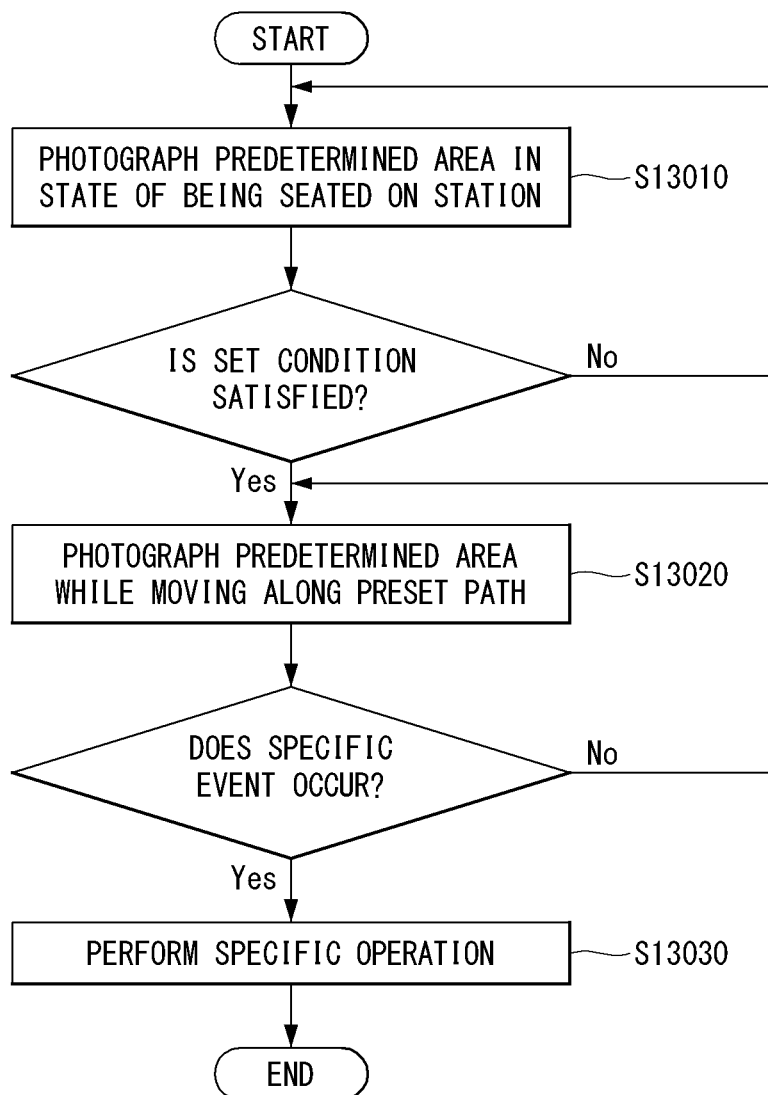 START
PHOTOGRAPH PREDETERMINED AREA IN
STATE OF BEING SEATED ON STATION
S13010
IS SET CONDITION
SATISFIED?
No
Yes
PHOTOGRAPH PREDETERMINED AREA
WHILE MOVING ALONG PRESET PATH
S13020
DOES SPECIFIC
EVENT OCCUR?
No
Yes
PERFORM SPECIFIC OPERATION
S13030
END